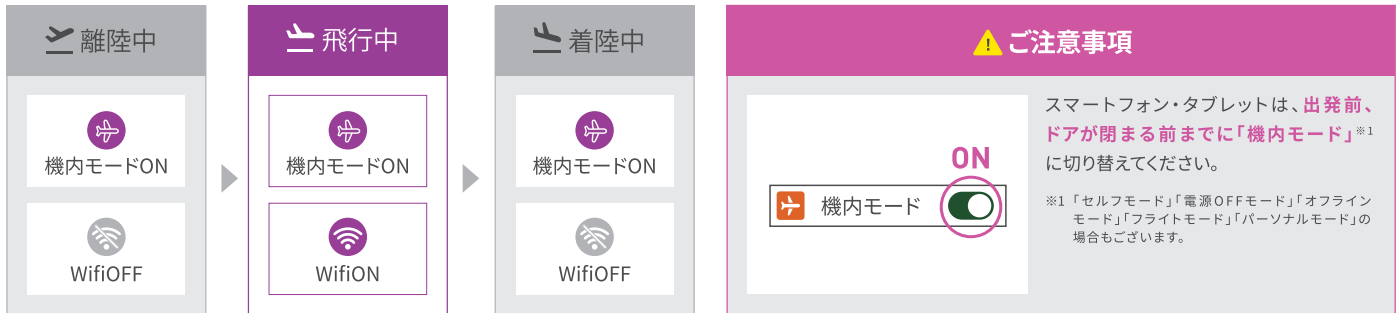 離陸中
機内モードON
WifiOFF
飛行中
機内モードON
WifiON
着陸中
機内モードON
WifiOFF
ご注意事項
ON
機内モード
スマートフォン・タブレットは、出発前、
ドアが閉まる前までに「機内モード」※1
に切り替えてください。
※1「セルフモード」「電源OFFモード」「オフライン
モード」「フライトモード」「パーソナルモード」の
場合もございます。